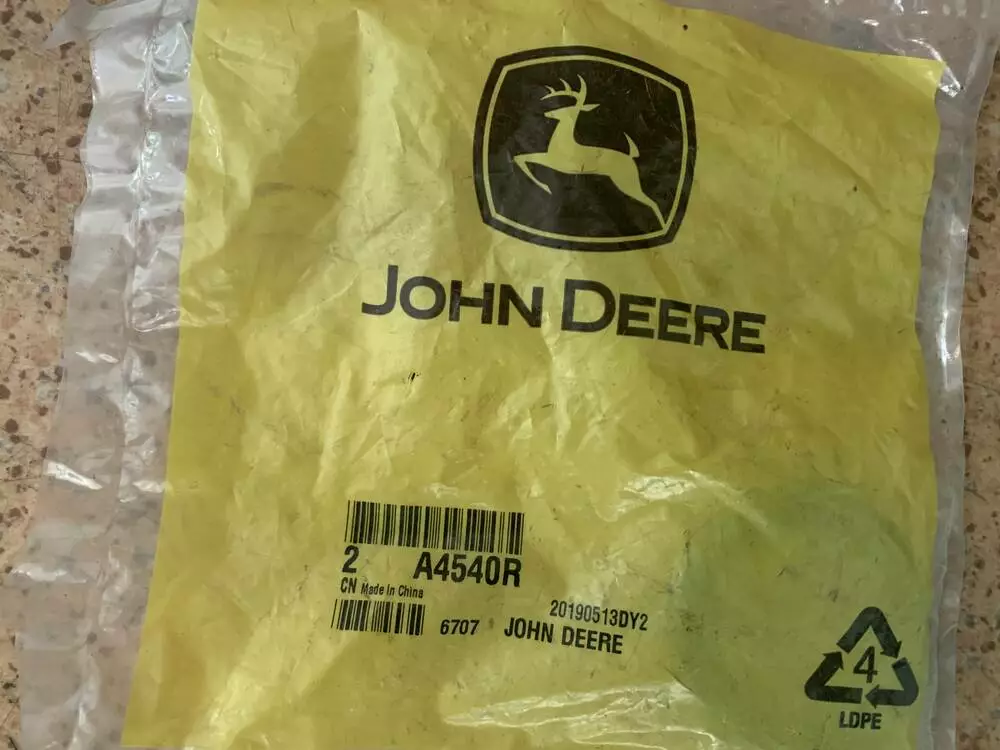 JOHN DEERE
2 A4540R
CN Made In China
20190513DY2
6707 JOHN DEERE
4
LDPE